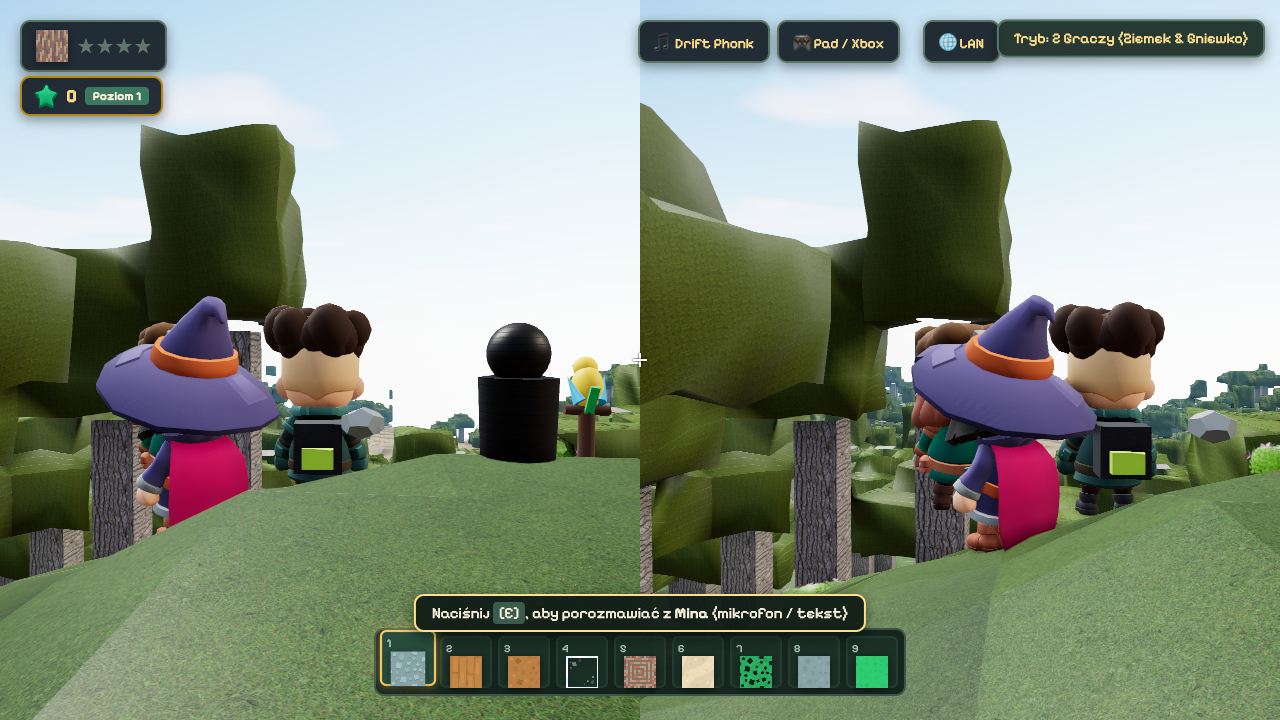 ★★★★
0 Poziom 1
Drift Phonk
Pad / Xbox
LAN
Tryb: 2 Graczy (Ziemek & Gniewko)
Naciśnij [E], aby porozmawiać z Mina (mikrofon / tekst)
1 2 3 4 5 6 7 8 9